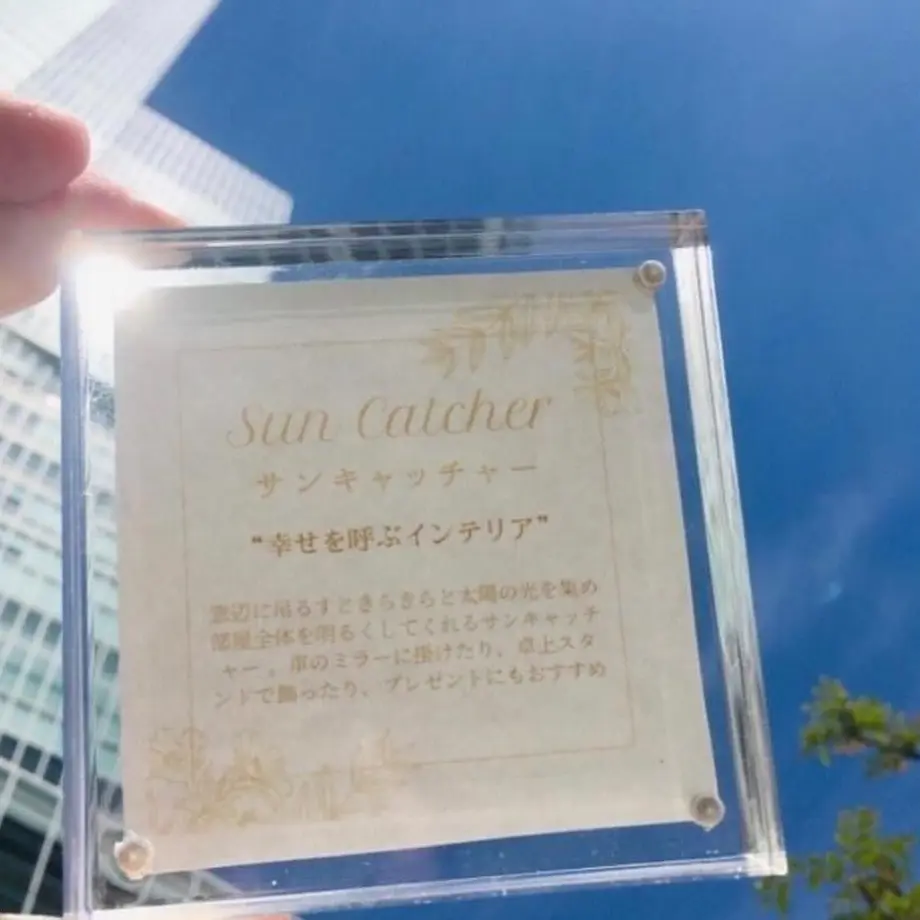 Sun Catcher
サンキャッチャー
“幸せを呼ぶインテリア”
窓辺に吊るすときらきらと太陽の光を集め
部屋全体を明るくしてくれるサンキャッチ
ャー。車のミラーに掛けたり、卓上スタ
ンドで飾ったり、プレゼントにもおすすめ